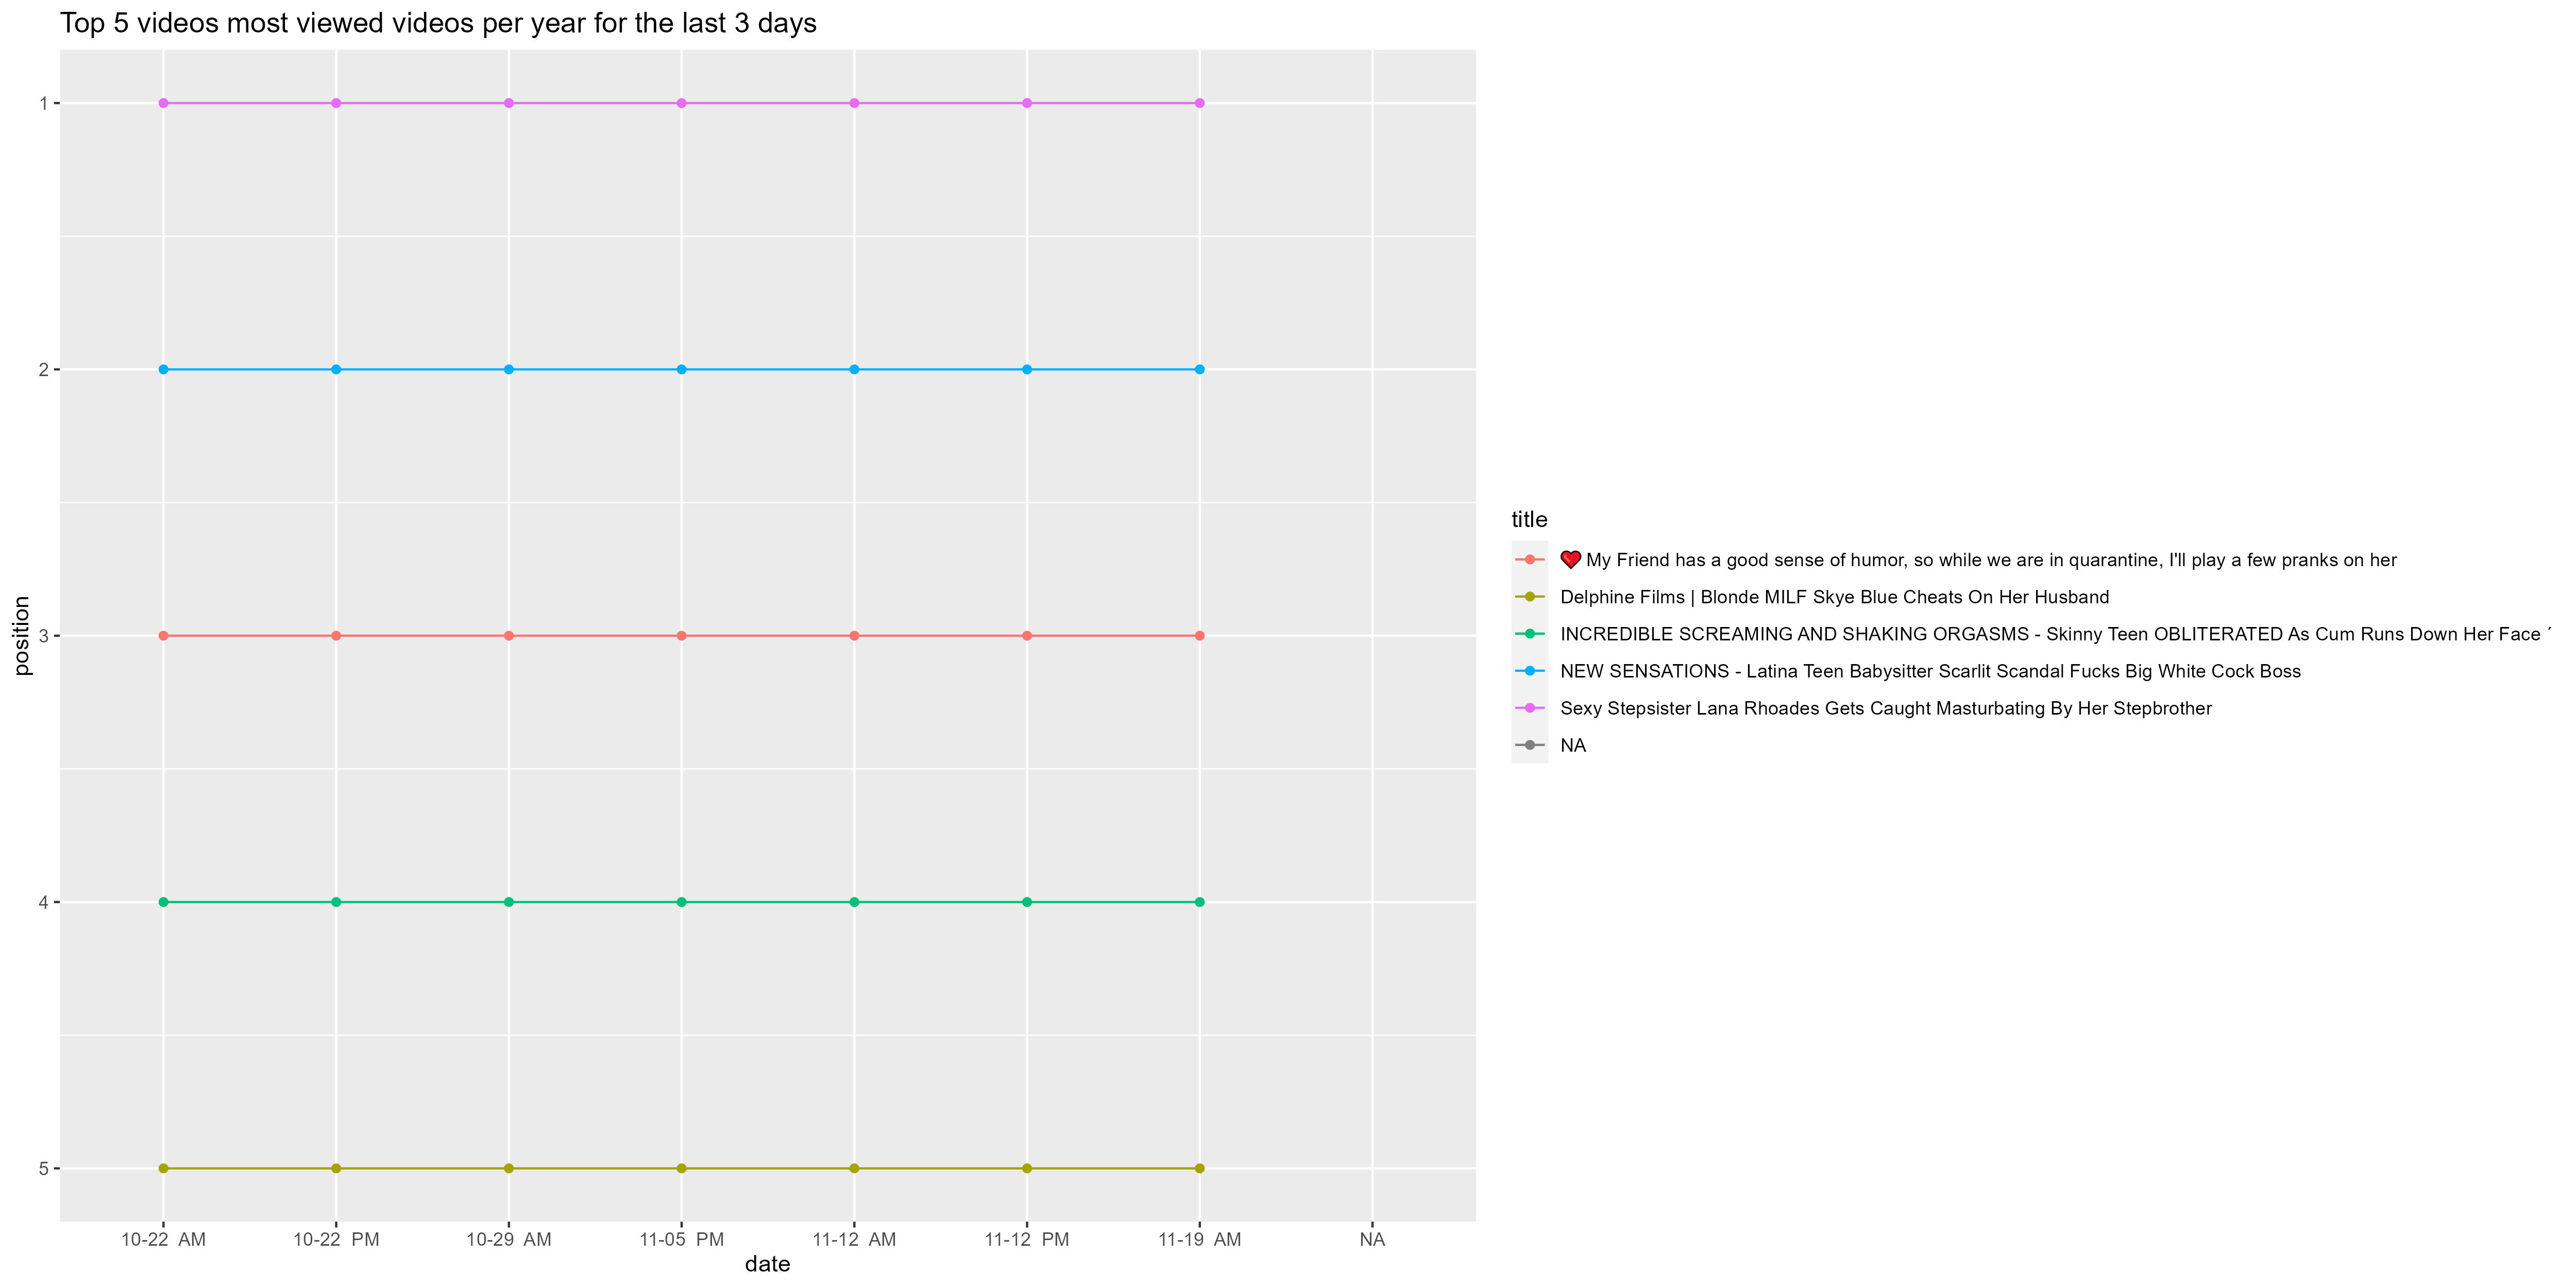 Top 5 videos most viewed videos per year for the last 3 days
1
2
3
4
5
position
10-22 AM
10-22 PM
10-29 AM
11-05 PM
11-12 AM
11-12 PM
11-19 AM
NA
date
title
❤️ My Friend has a good sense of humor, so while we are in quarantine, I'll play a few pranks on her
Delphine Films | Blonde MILF Skye Blue Cheats On Her Husband
INCREDIBLE SCREAMING AND SHAKING ORGASMS - Skinny Teen OBLITERATED As Cum Runs Down Her Face
NEW SENSATIONS - Latina Teen Babysitter Scarlit Scandal Fucks Big White Cock Boss
Sexy Stepsister Lana Rhoades Gets Caught Masturbating By Her Stepbrother
NA